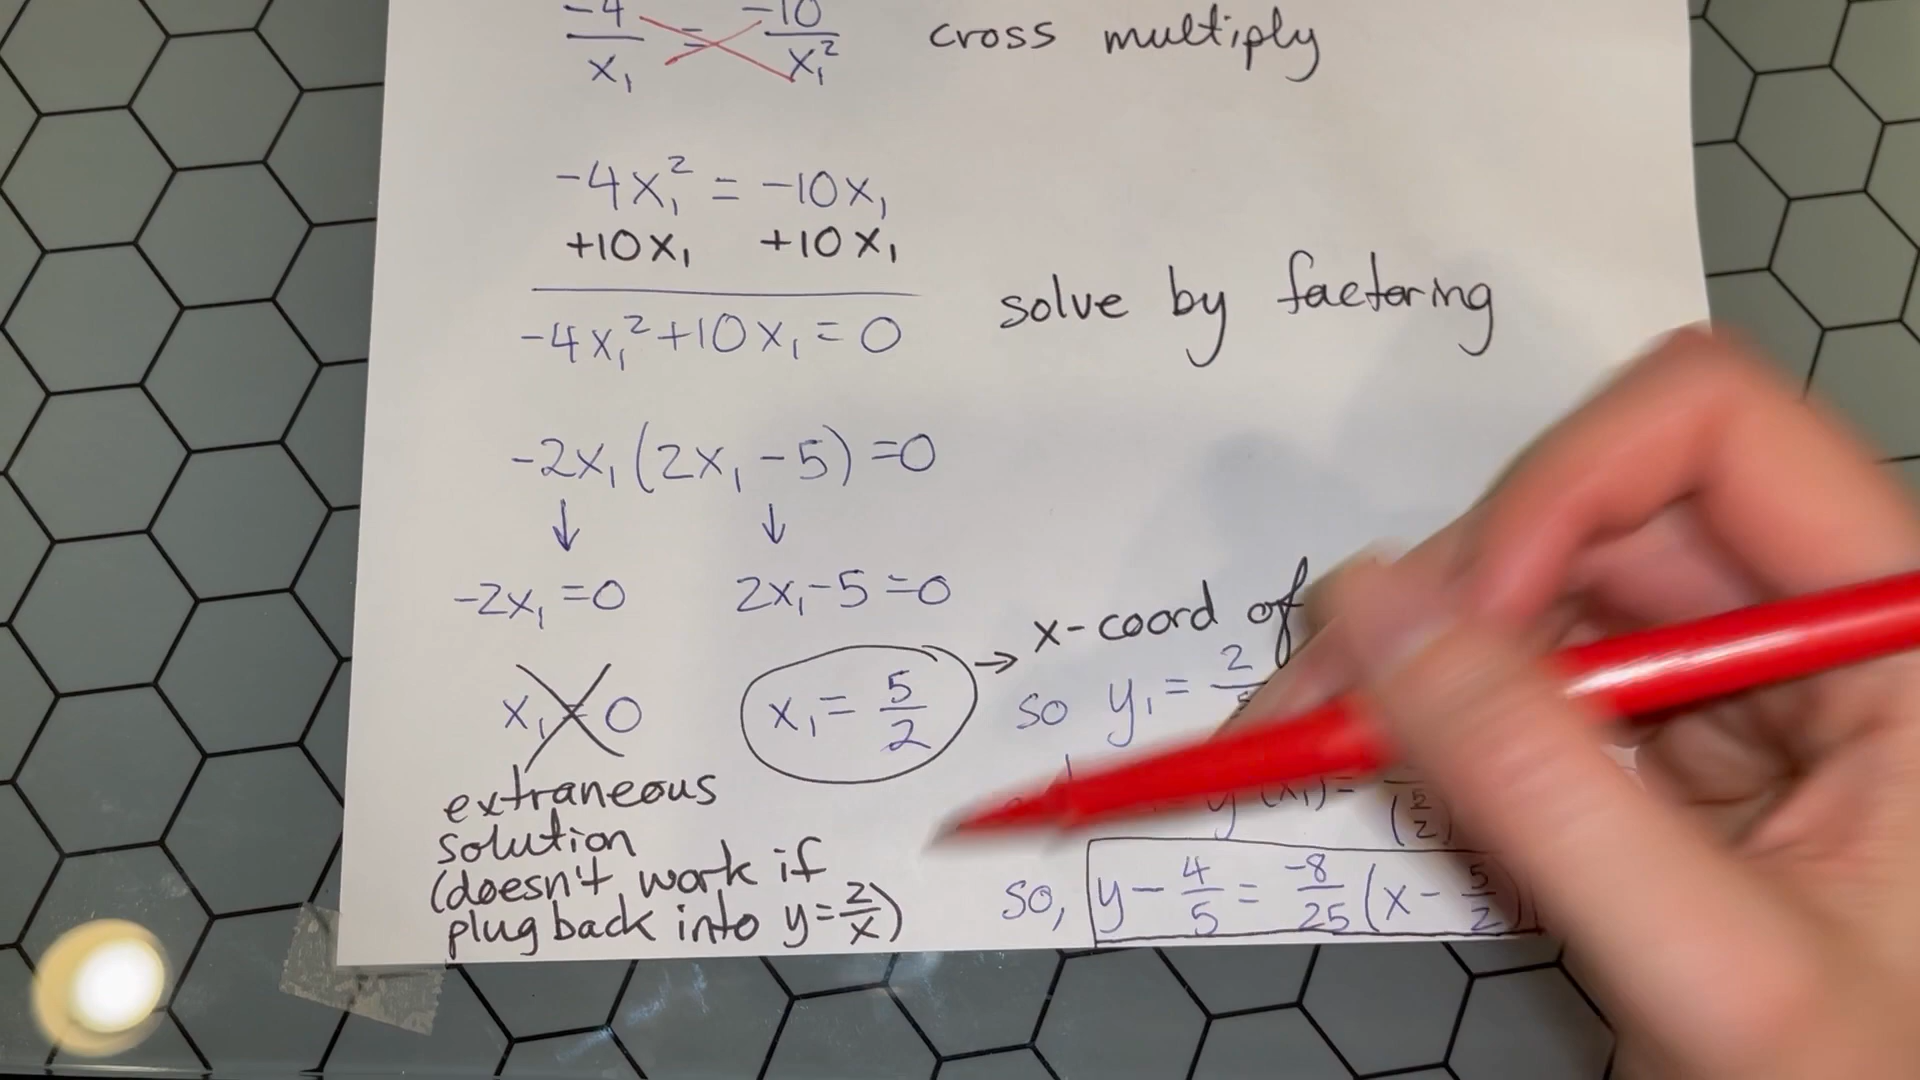 -4/x₁ = -10/x₁² cross multiply
-4x₁² = -10x₁
+10x₁ +10x₁
-4x₁²+10x₁ = 0 solve by factoring
-2x₁(2x₁-5)=0
↓ ↓
-2x₁=0 2x₁-5=0
x₁=0 x₁=5/2 → x-coord of
so y₁= 2
extraneous
solution
(doesn't work if
plug back into y=2/x)
(x₁)=
so, y-4/5=-8/25(x-5/2)